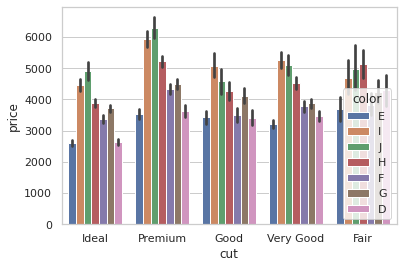 6000
5000
4000
3000
2000
1000
0
price
Ideal
Premium
Good
Very Good
Fair
cut
color
E
I
J
H
F
G
D